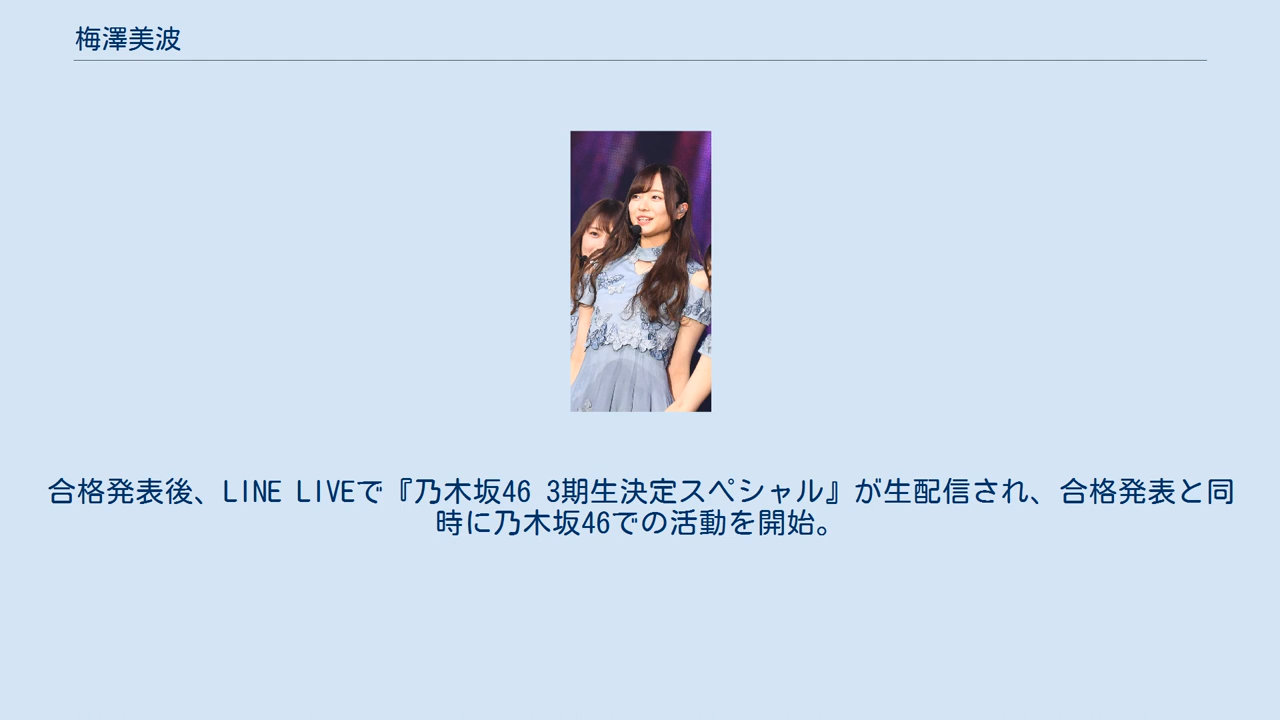 梅澤美波
合格発表後、LINE LIVEで『乃木坂46 3期生決定スペシャル』が生配信され、合格発表と同
時に乃木坂46での活動を開始。